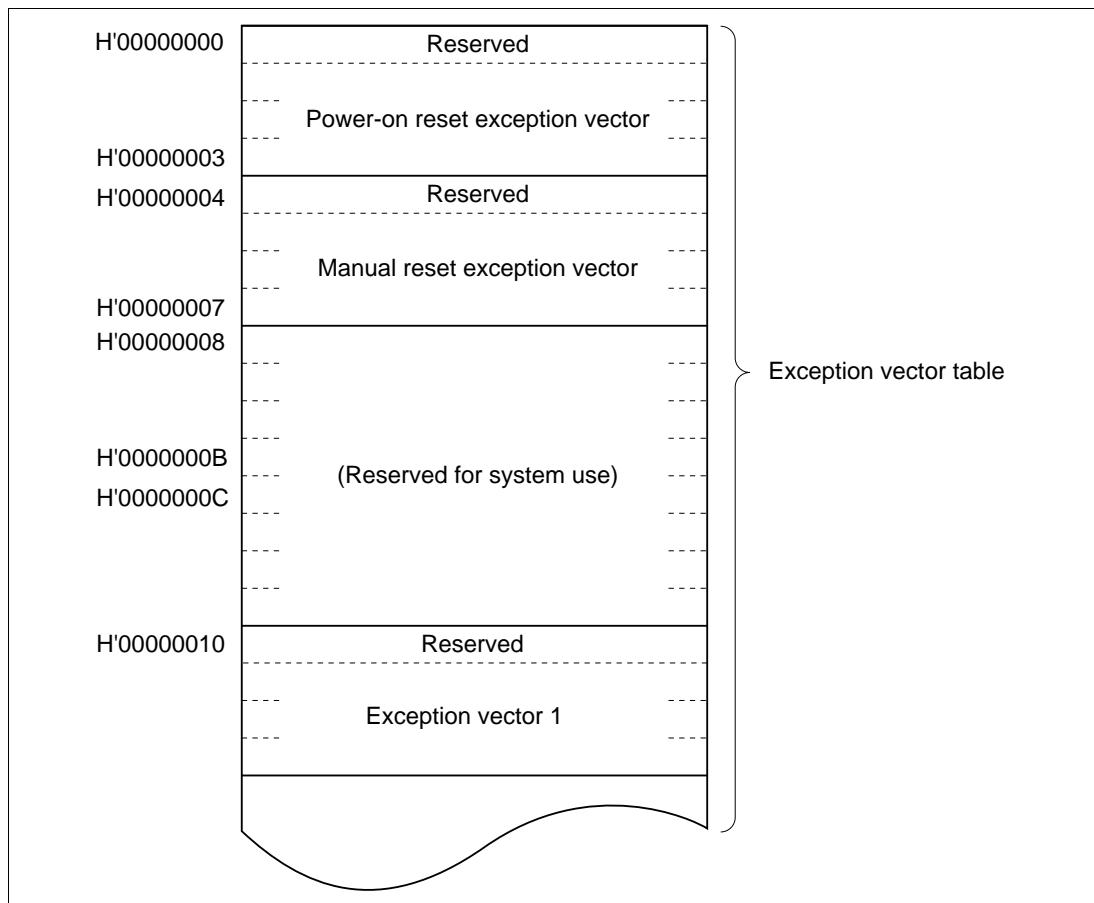 H'00000000 Reserved
Power-on reset exception vector
H'00000003
H'00000004 Reserved
Manual reset exception vector
H'00000007
H'00000008
Exception vector table
H'0000000B
(Reserved for system use)
H'0000000C
H'00000010 Reserved
Exception vector 1